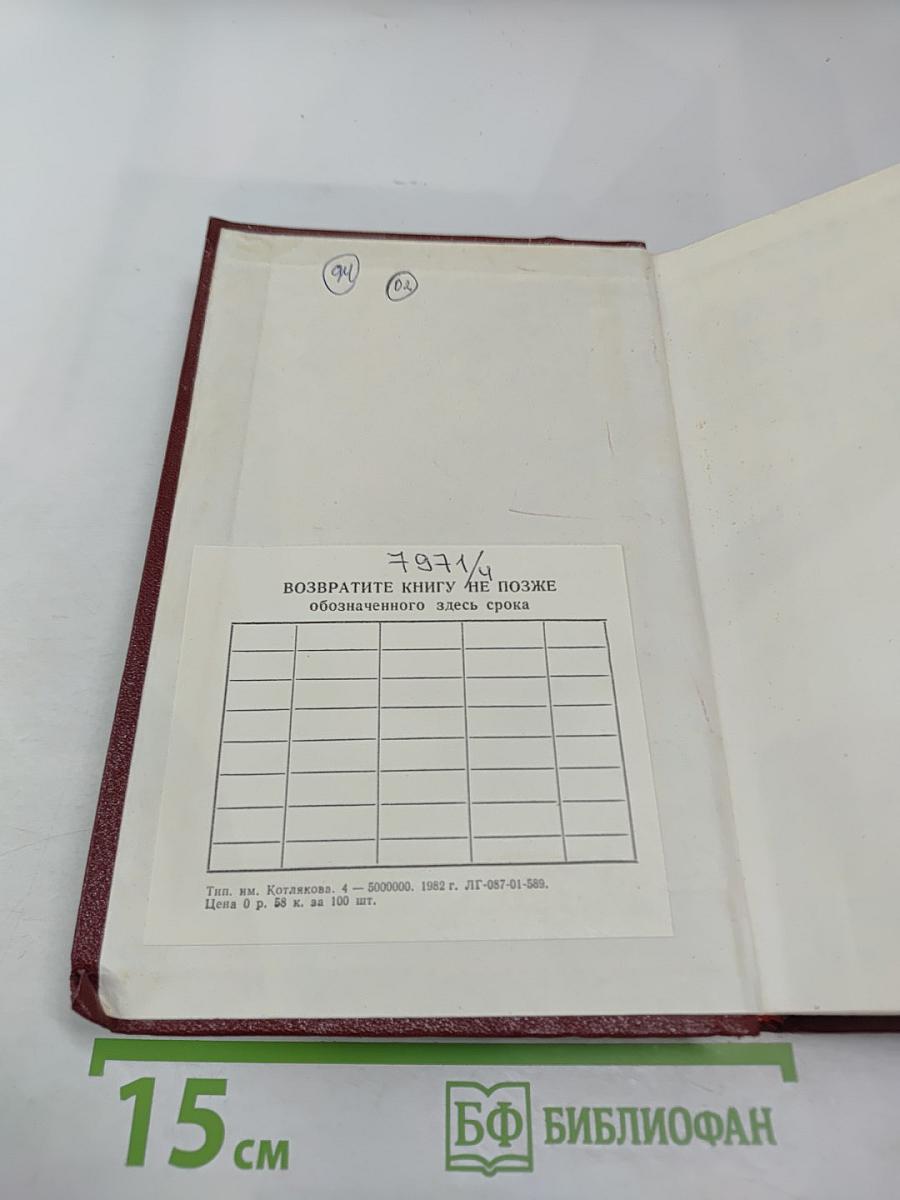 94 02
7971/4
ВОЗВРАТИТЕ КНИГУ НЕ ПОЗЖЕ
обозначенного здесь срока
Тип. им. Котлякова. 4 — 5000000. 1982 г. ЛГ-087-01-589.
Цена 0 р. 58 к. за 100 шт.
15 см
БФ БИБЛИОФАН